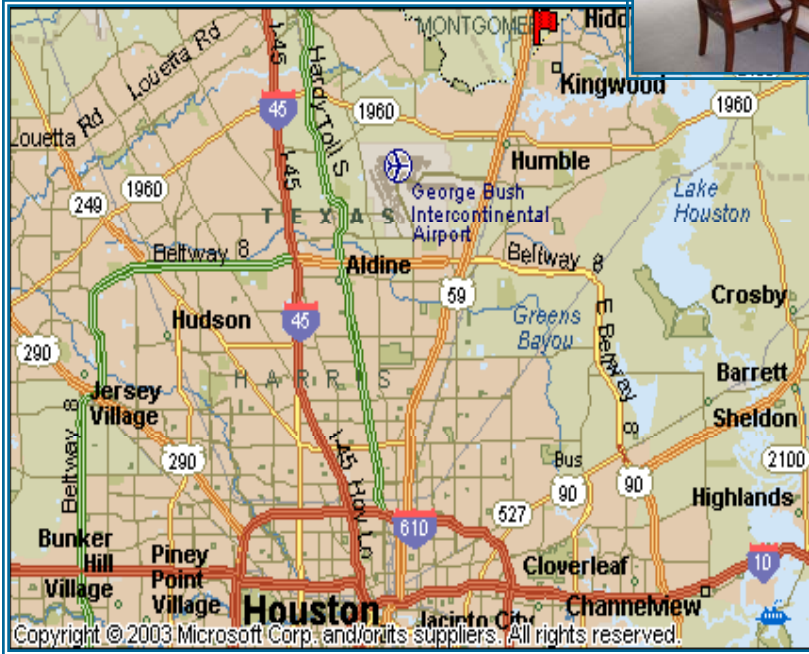 MONTGOME
Hidd
Kingwood
Louetta Rd
Louetta Rd
I-45
Hardy Toll S
45
1960
1960
Humble
249
1960
I-45
George Bush
Intercontinental
Airport
Lake
Houston
TEXAS
Beltway 8
Aldine
Beltway 8
59
Crosby
Hudson
45
Greens
Bayou
E Beltway 8
290
HARRIS
Barrett
Jersey
Village
Sheldon
Beltway 8
290
I-45 Hov Ln
Bus
90
90
2100
527
Highlands
610
Bunker
Hill
Village
Piney
Point
Village
Cloverleaf
10
Houston
Jacinto City
Channelview
Copyright © 2003 Microsoft Corp. and/or its suppliers. All rights reserved.